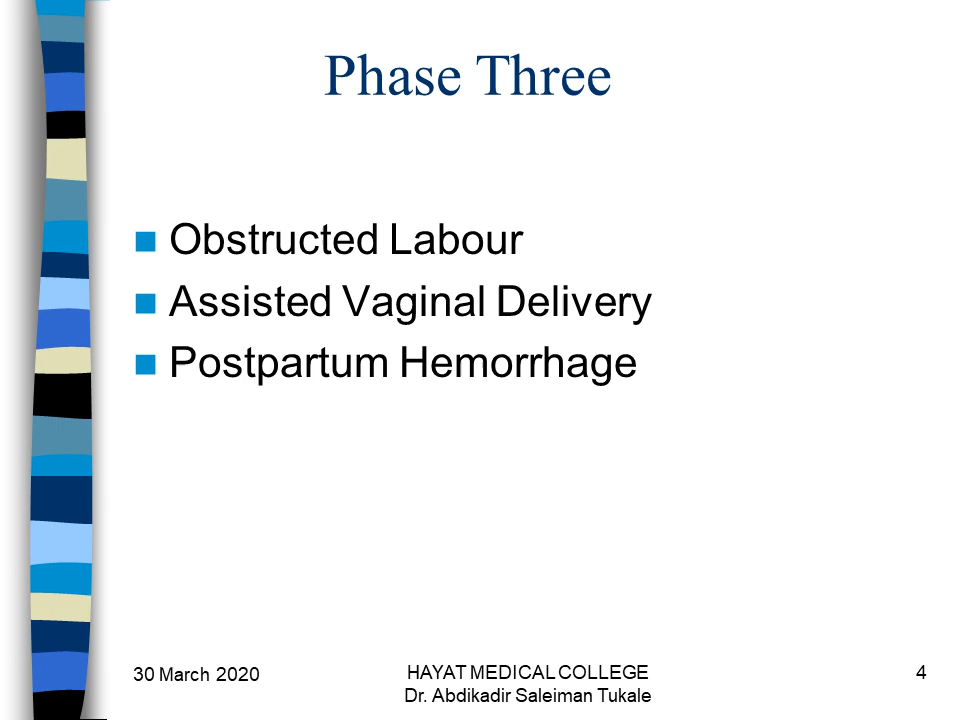 Phase Three
Obstructed Labour
Assisted Vaginal Delivery
Postpartum Hemorrhage
30 March 2020
HAYAT MEDICAL COLLEGE
Dr. Abdikadir Saleiman Tukale
4